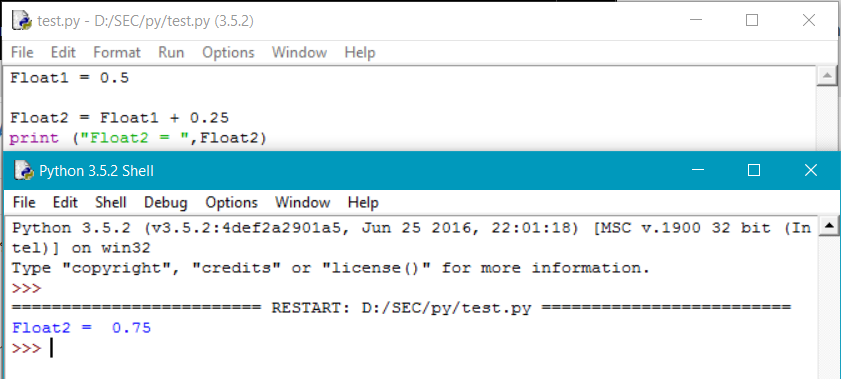 test.py - D:/SEC/py/test.py (3.5.2)
File Edit Format Run Options Window Help
Float1 = 0.5
Float2 = Float1 + 0.25
print ("Float2 = ",Float2)
Python 3.5.2 Shell
File Edit Shell Debug Options Window Help
Python 3.5.2 (v3.5.2:4def2a2901a5, Jun 25 2016, 22:01:18) [MSC v.1900 32 bit (In
tel)] on win32
Type "copyright", "credits" or "license()" for more information.
>>>
========================= RESTART: D:/SEC/py/test.py =========================
Float2 =  0.75
>>>